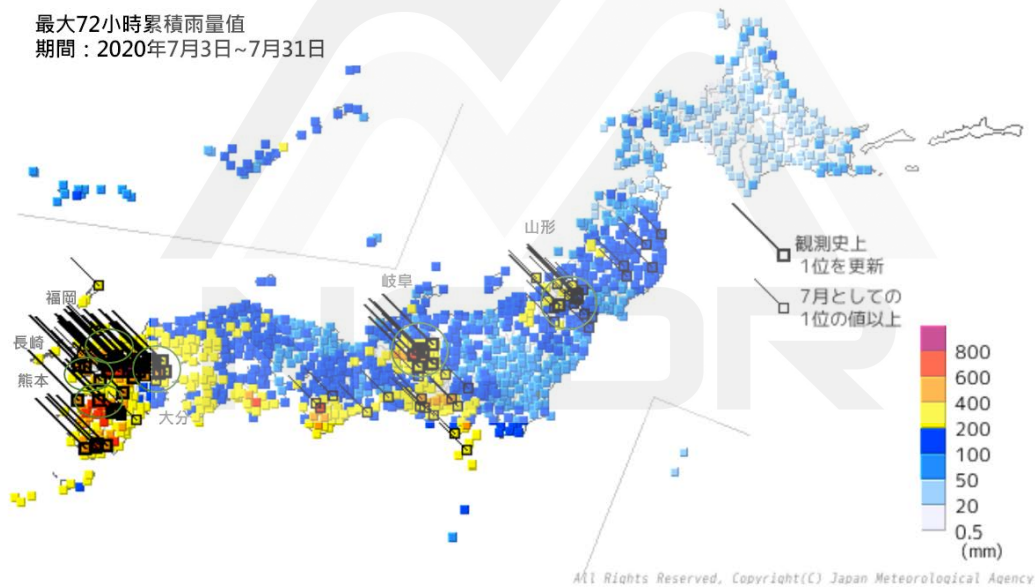 最大72小時累積雨量值
期間：2020年7月3日~7月31日
山形
観測史上
1位を更新
岐阜
7月としての
1位の値以上
福岡
長崎
熊本
大分
800
600
400
200
100
50
20
0.5
(mm)
NCDR
All Rights Reserved, Copyright(C) Japan Meteorological Agency